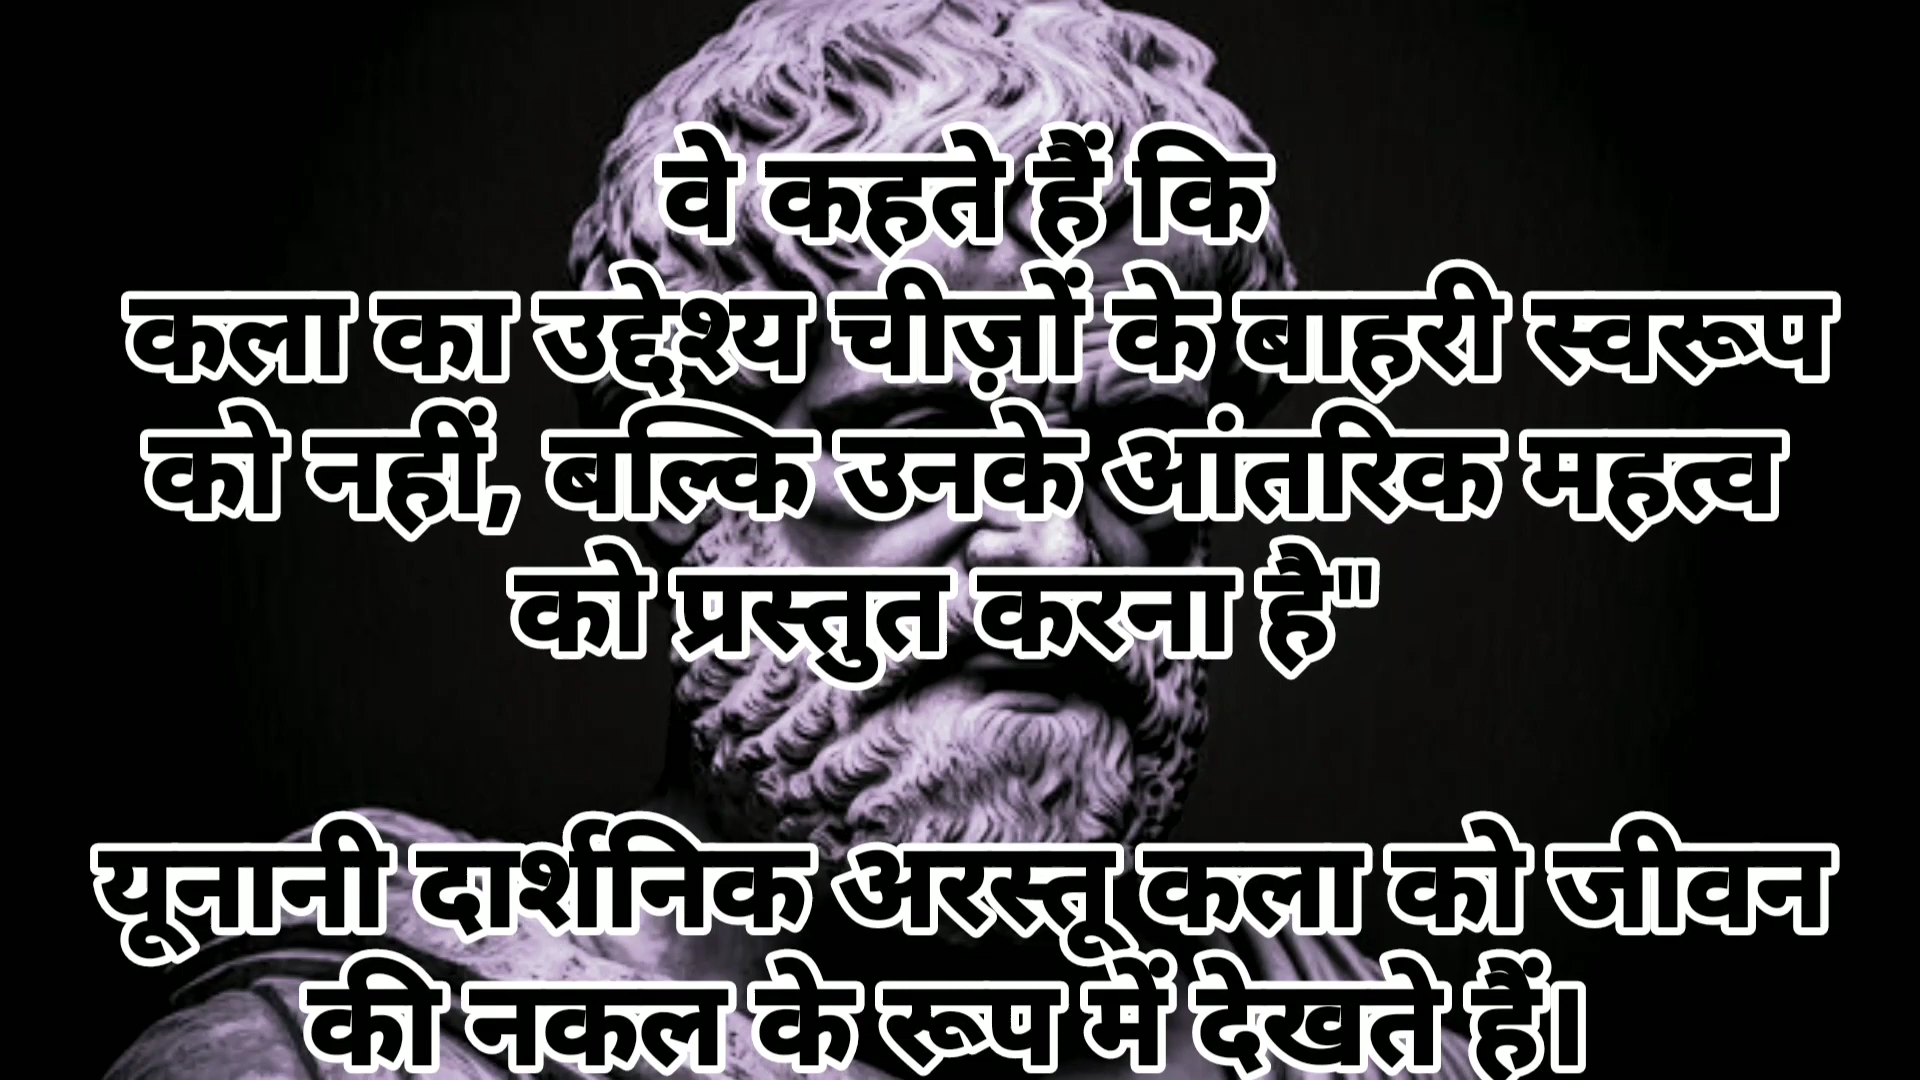 वे कहते हैं कि
कला का उद्देश्य चीज़ों के बाहरी स्वरूप
को नहीं, बल्कि उनके आंतरिक महत्व
को प्रस्तुत करना है"
यूनानी दार्शनिक अरस्तू कला को जीवन
की नकल के रूप में देखते हैं।